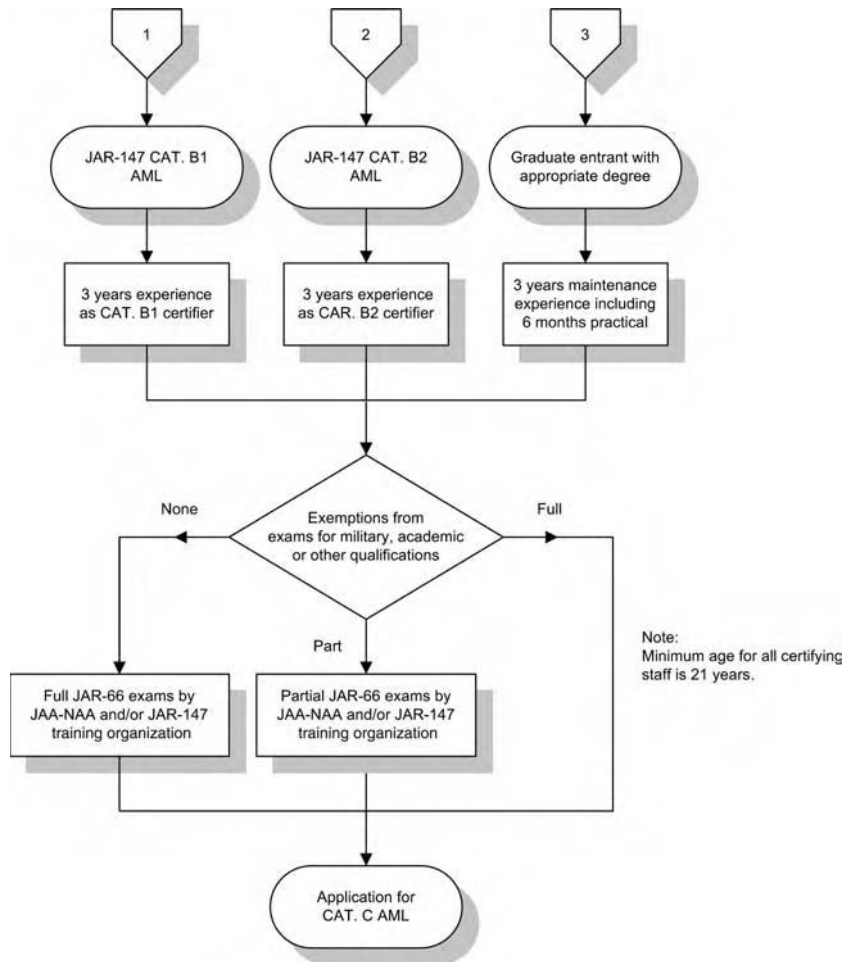 1
2
3
JAR-147 CAT. B1
AML
JAR-147 CAT. B2
AML
Graduate entrant with
appropriate degree
3 years experience
as CAT. B1 certifier
3 years experience
as CAR. B2 certifier
3 years maintenance
experience including
6 months practical
None
Exemptions from
exams for military, academic
or other qualifications
Full
Part
Note:
Minimum age for all certifying
staff is 21 years.
Full JAR-66 exams by
JAA-NAA and/or JAR-147
training organization
Partial JAR-66 exams by
JAA-NAA and/or JAR-147
training organization
Application for
CAT. C AML